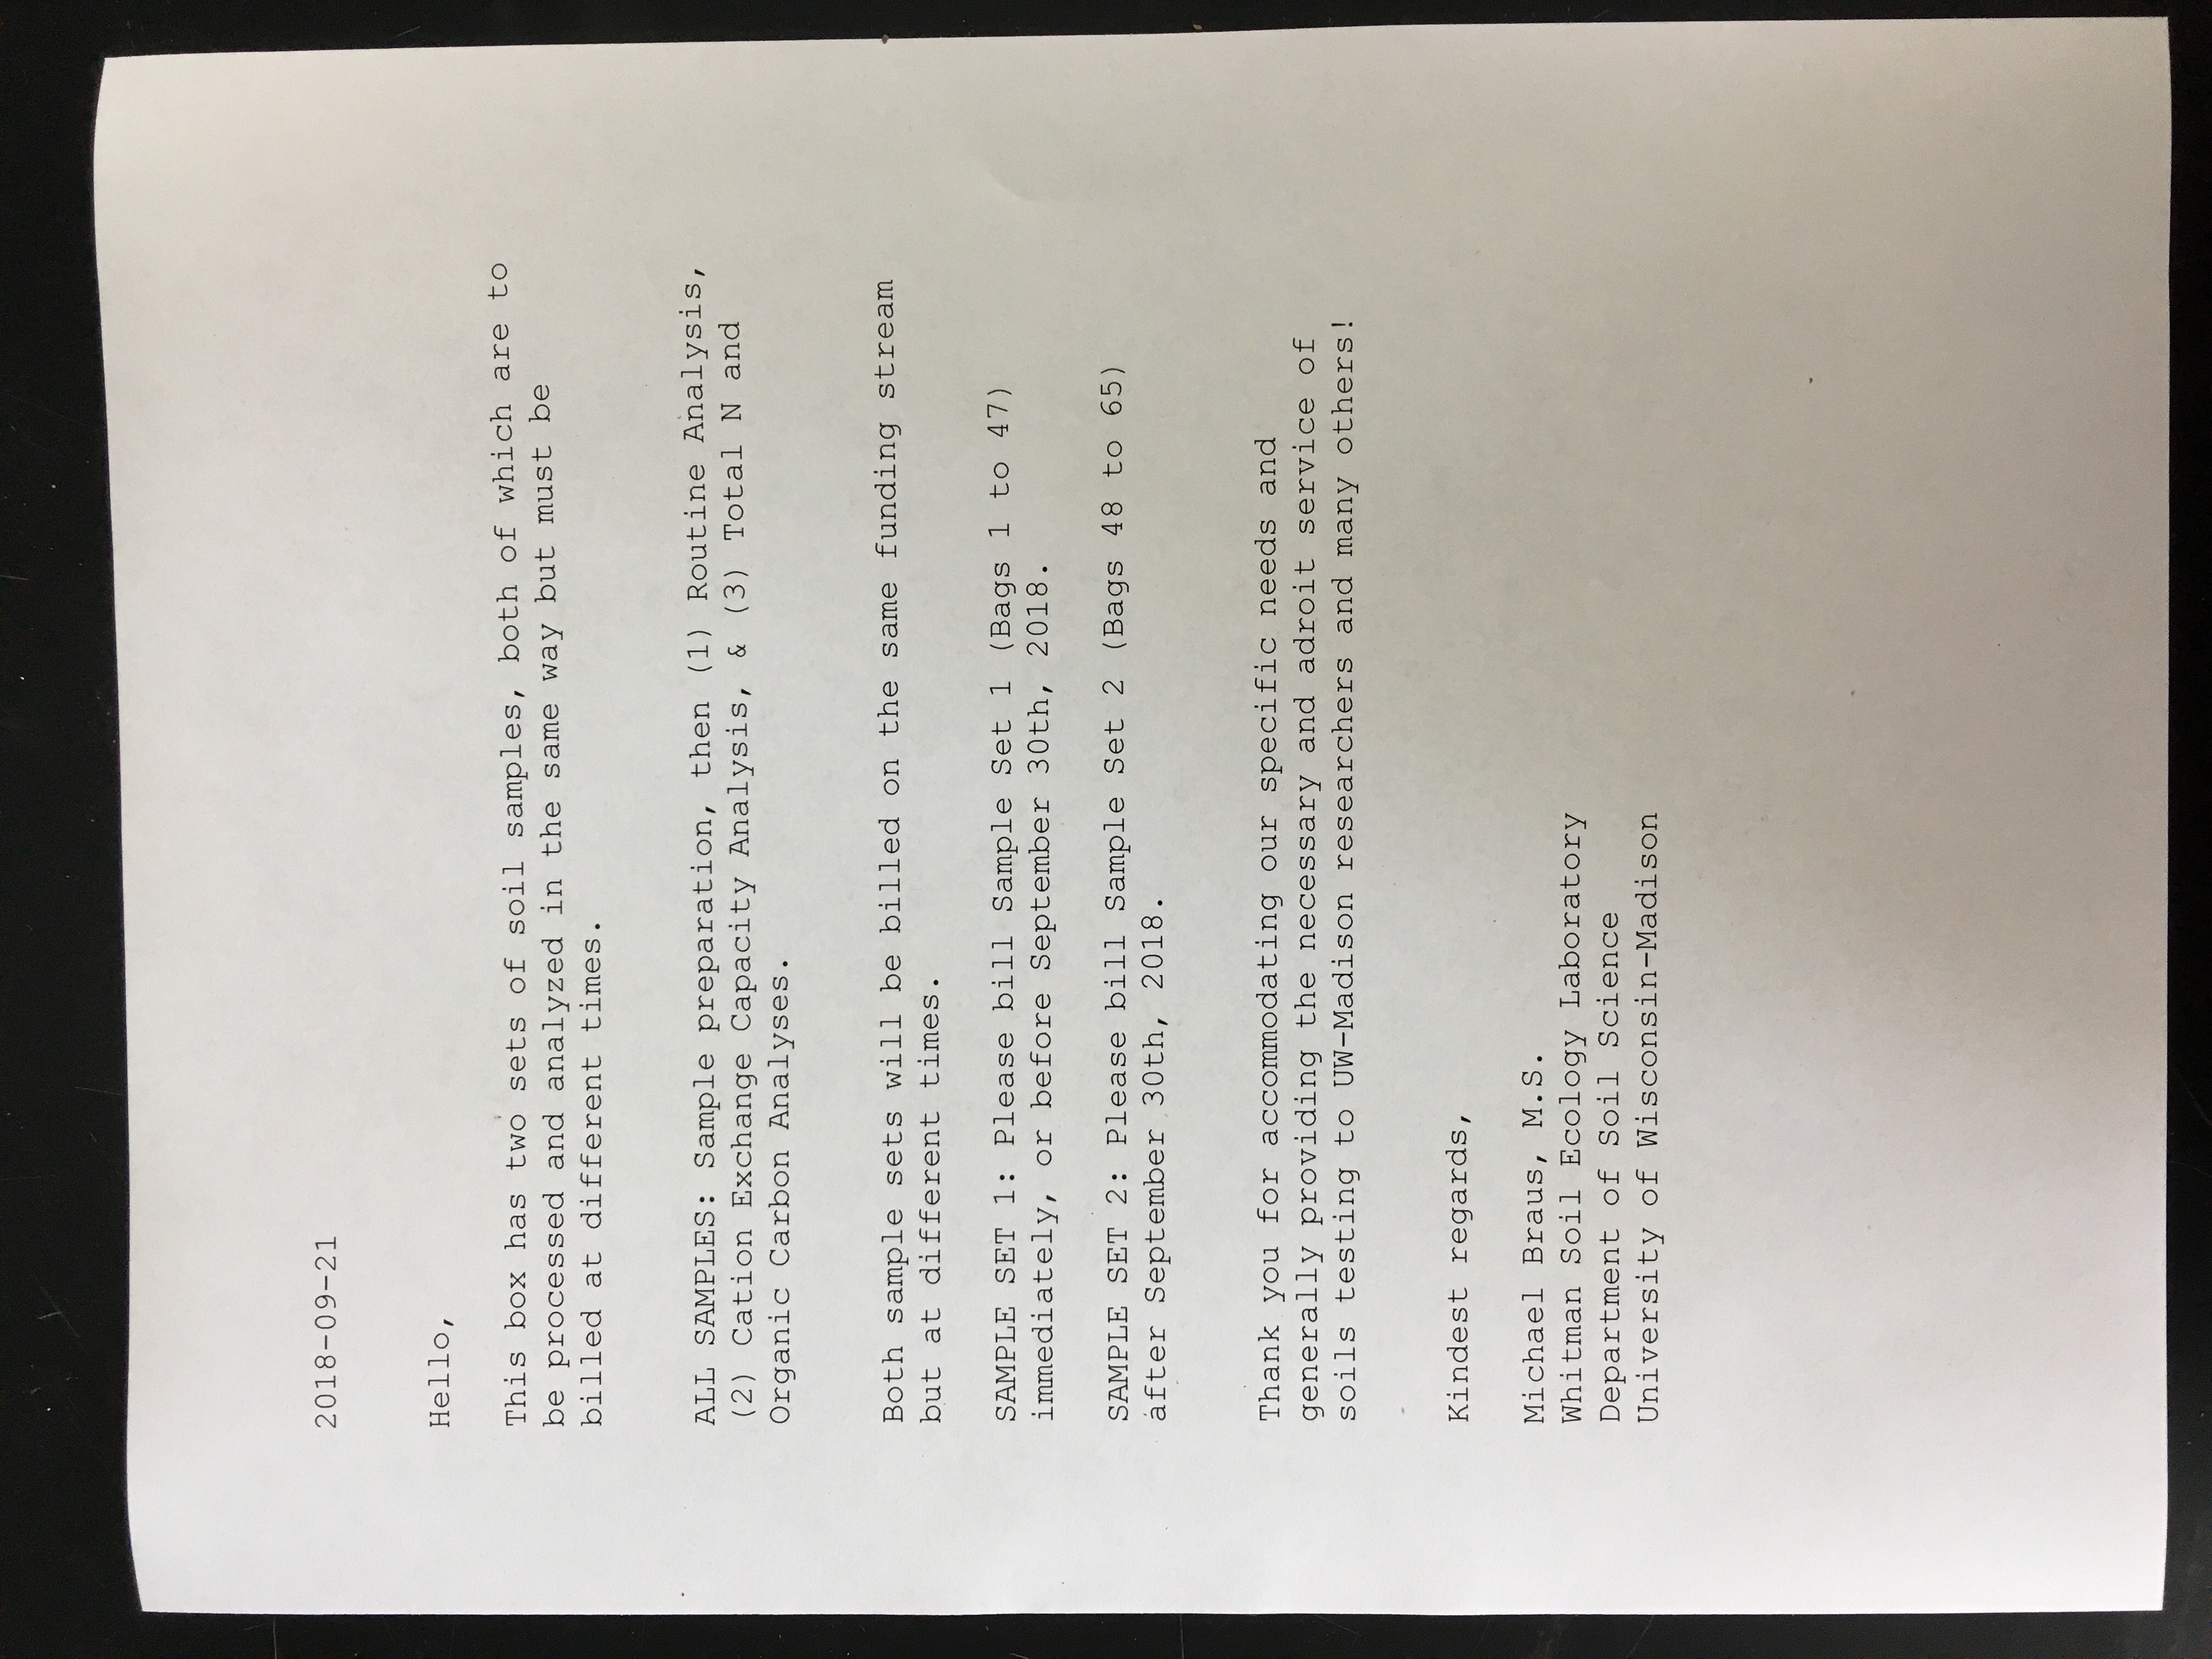 2018-09-21
Hello,
This box has two sets of soil samples, both of which are to
be processed and analyzed in the same way but must be
billed at different times.
ALL SAMPLES: Sample preparation, then (1) Routine Analysis,
(2) Cation Exchange Capacity Analysis, & (3) Total N and
Organic Carbon Analyses.
Both sample sets will be billed on the same funding stream
but at different times.
SAMPLE SET 1: Please bill Sample Set 1 (Bags 1 to 47)
immediately, or before September 30th, 2018.
SAMPLE SET 2: Please bill Sample Set 2 (Bags 48 to 65)
after September 30th, 2018.
Thank you for accommodating our specific needs and
generally providing the necessary and adroit service of
soils testing to UW-Madison researchers and many others!
Kindest regards,
Michael Braus, M.S.
Whitman Soil Ecology Laboratory
Department of Soil Science
University of Wisconsin-Madison